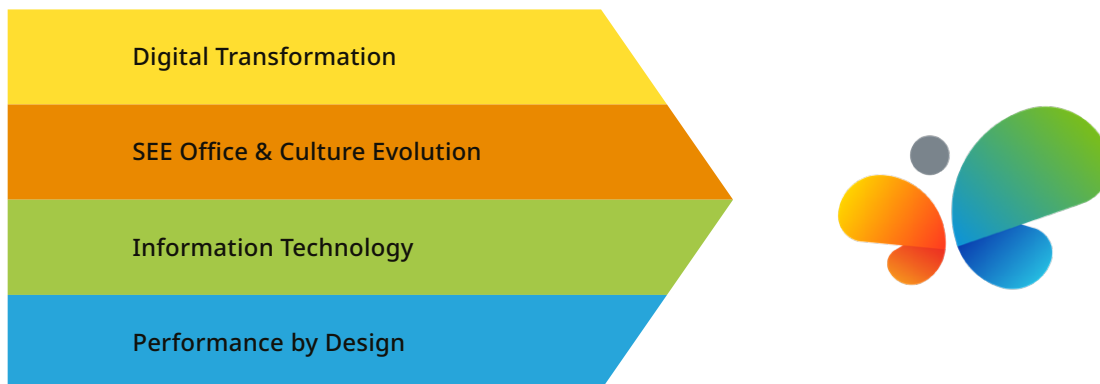 Digital Transformation
SEE Office & Culture Evolution
Information Technology
Performance by Design